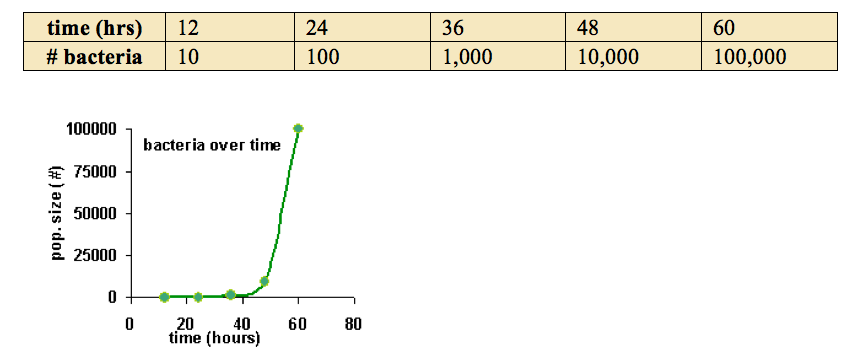 time (hrs) 12 24 36 48 60
# bacteria 10 100 1,000 10,000 100,000
bacteria over time
pop. size (#)
100000
75000
50000
25000
0
0 20 40 60 80
time (hours)